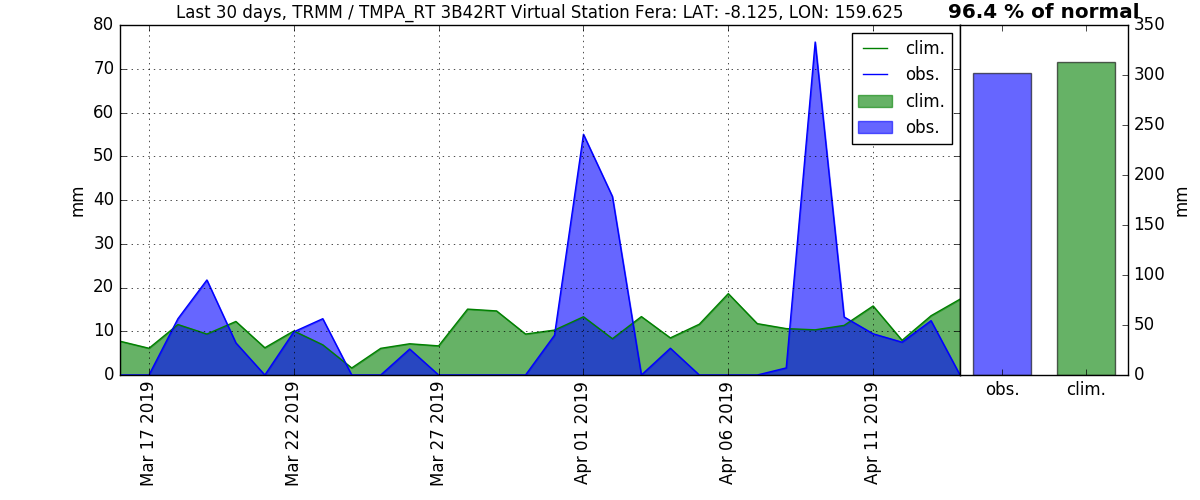 Last 30 days, TRMM / TMPA_RT 3B42RT Virtual Station Fera: LAT: -8.125, LON: 159.625
96.4 % of normal
80
70
60
50
40
30
20
10
0
mm
clim.
obs.
clim.
obs.
350
300
250
200
150
100
50
0
mm
obs.
clim.
Mar 17 2019
Mar 22 2019
Mar 27 2019
Apr 01 2019
Apr 06 2019
Apr 11 2019